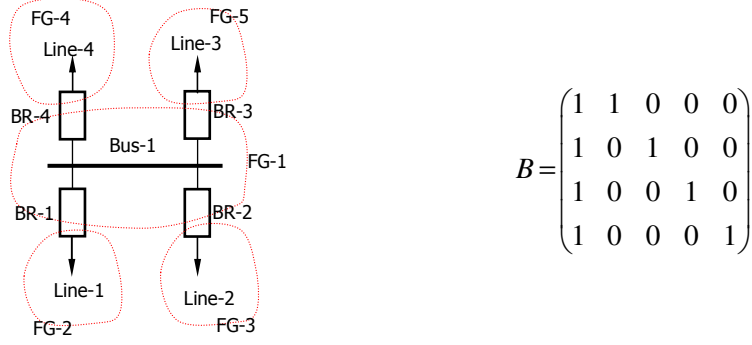 FG-4
FG-5
Line-4
Line-3
BR-4
BR-3
Bus-1
FG-1
BR-1
BR-2
Line-1
Line-2
FG-2
FG-3
B =
1 1 0 0 0
1 0 1 0 0
1 0 0 1 0
1 0 0 0 1